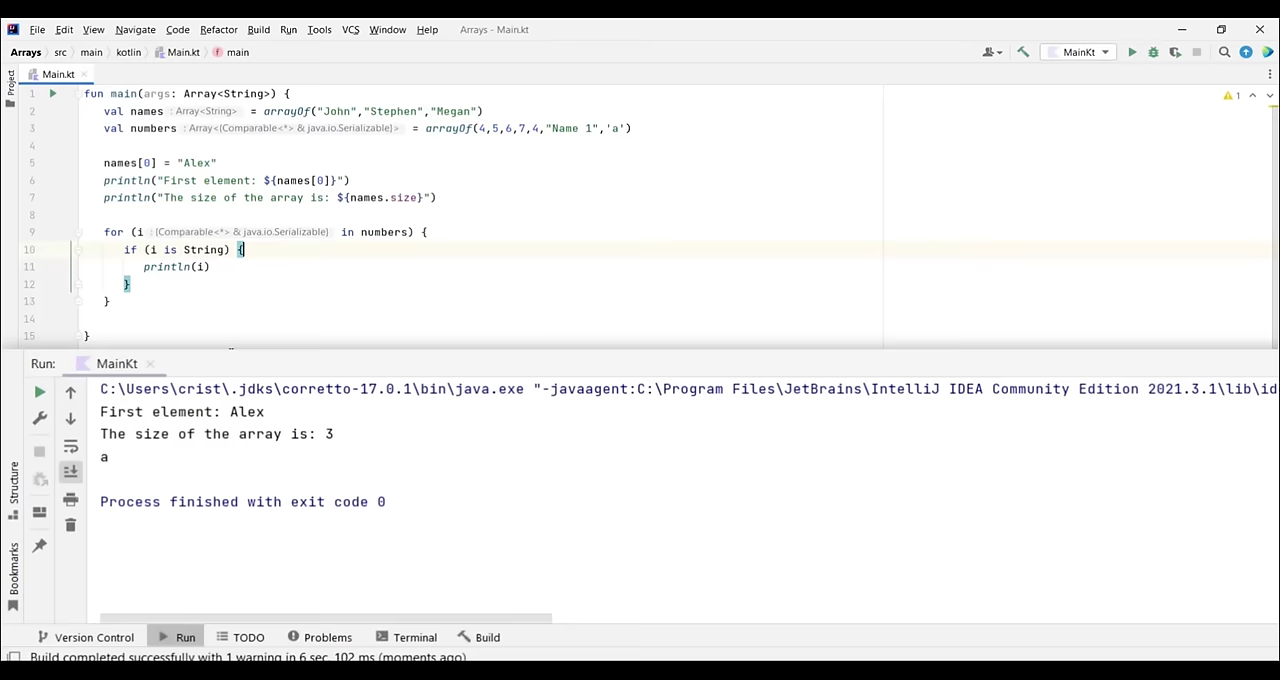 File Edit View Navigate Code Refactor Build Run Tools VCS Window Help Arrays - Main.kt
Arrays src main kotlin Main.kt main MainKt
Project
Main.kt
1 fun main(args: Array<String>) { 1
2 val names : Array<String> = arrayOf("John","Stephen","Megan")
3 val numbers : Array<{Comparable<*> & java.io.Serializable}> = arrayOf(4,5,6,7,4,"Name 1",'a')
4
5 names[0] = "Alex"
6 println("First element: ${names[0]}")
7 println("The size of the array is: ${names.size}")
8
9 for (i : {Comparable<*> & java.io.Serializable} in numbers) {
10 if (i is String) {
11 println(i)
12 }
13 }
14
15 }
Run: MainKt
C:\Users\crist\.jdks\corretto-17.0.1\bin\java.exe "-javaagent:C:\Program Files\JetBrains\IntelliJ IDEA Community Edition 2021.3.1\lib\id
First element: Alex
The size of the array is: 3
a
Process finished with exit code 0
Structure
Bookmarks
Version Control Run TODO Problems Terminal Build
Build completed successfully with 1 warning in 6 sec, 102 ms (moments ago)